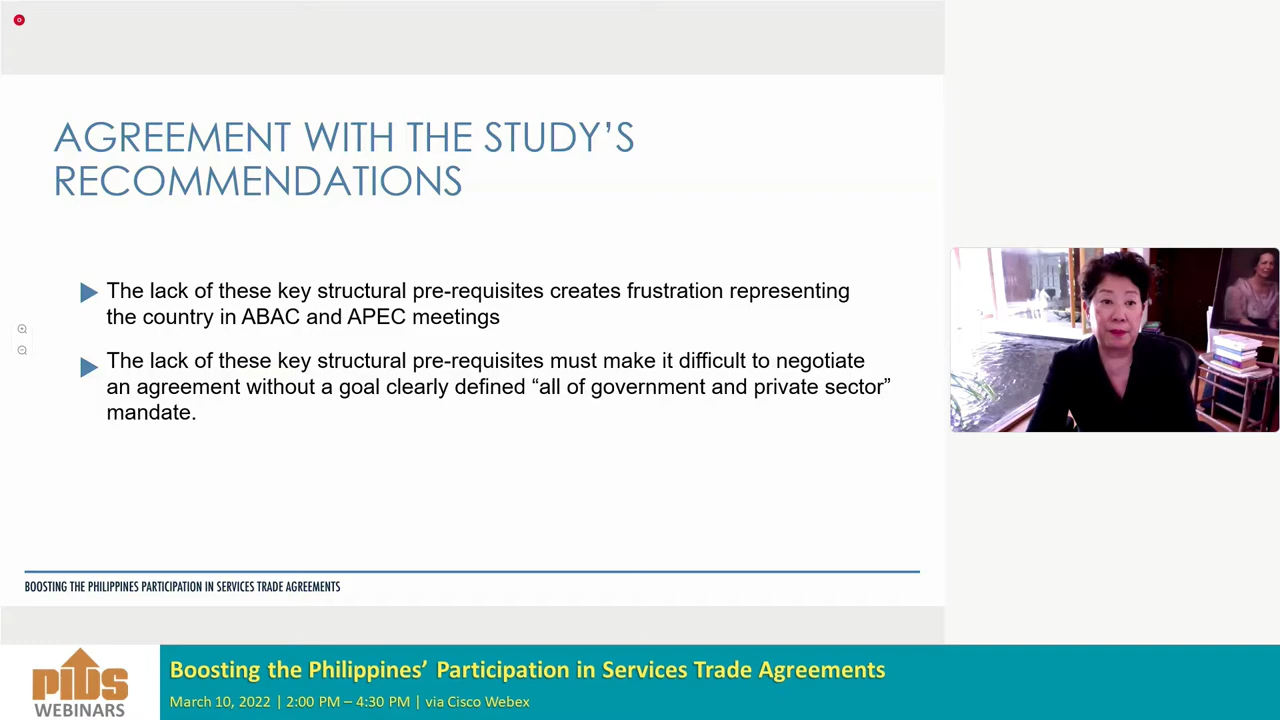 AGREEMENT WITH THE STUDY’S
RECOMMENDATIONS
The lack of these key structural pre-requisites creates frustration representing
the country in ABAC and APEC meetings
The lack of these key structural pre-requisites must make it difficult to negotiate
an agreement without a goal clearly defined “all of government and private sector”
mandate.
BOOSTING THE PHILIPPINES PARTICIPATION IN SERVICES TRADE AGREEMENTS
PIDS
WEBINARS
Boosting the Philippines’ Participation in Services Trade Agreements
March 10, 2022 | 2:00 PM – 4:30 PM | via Cisco Webex